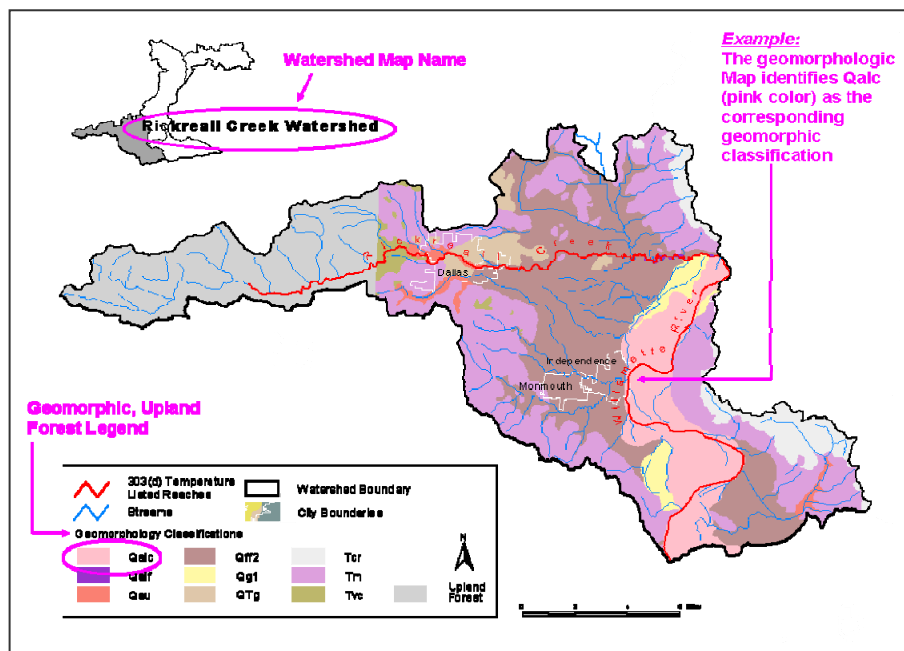 Watershed Map Name
Rickreall Creek Watershed
Example:
The geomorphologic
Map identifies Qalc
(pink color) as the
corresponding
geomorphic
classification
Creek
Dallas
River
Independence
Monmouth
Geomorphic, Upland
Forest Legend
303(d) Temperature
Listed Reaches
Watershed Boundary
Streams
City Boundaries
Geomorphology Classifications
Qalc
Qff2
Tcr
Qalf
Qg1
Tm
Qau
QTg
Tvc
Upland
Forest
N